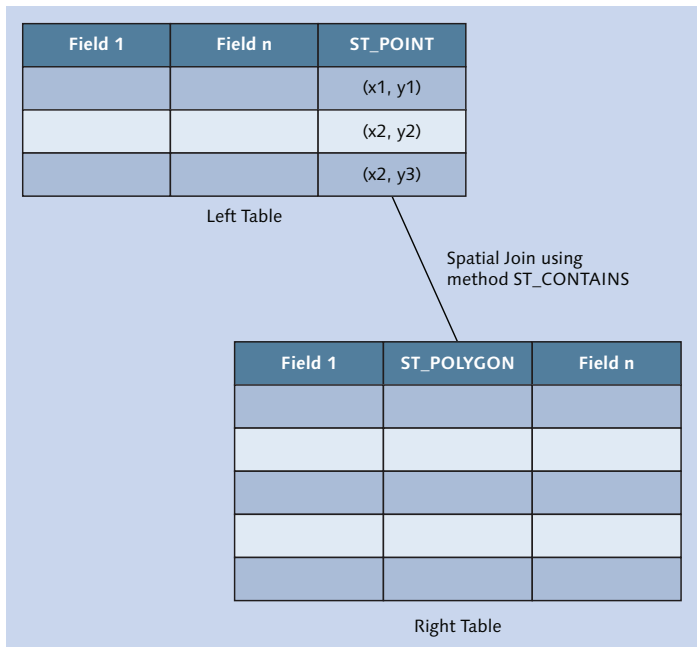 Field 1 Field n ST_POINT
(x1, y1)
(x2, y2)
(x2, y3)
Left Table
Spatial Join using
method ST_CONTAINS
Field 1 ST_POLYGON Field n
Right Table